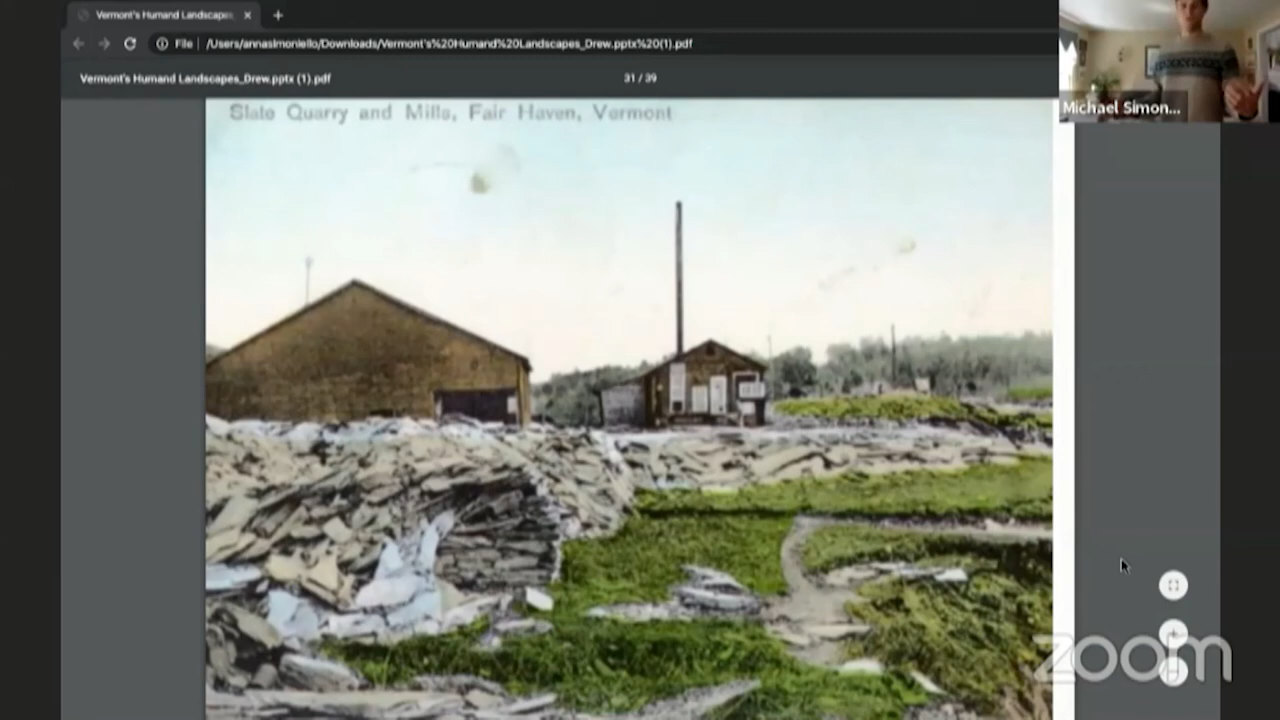 Vermont's Humand Landscapes
File | /Users/annasimoniello/Downloads/Vermont's%20Humand%20Landscapes_Drew.pptx%20(1).pdf
Vermont's Humand Landscapes_Drew.pptx (1).pdf
31 / 39
Michael Simon...
Slate Quarry and Mills, Fair Haven, Vermont
zoom